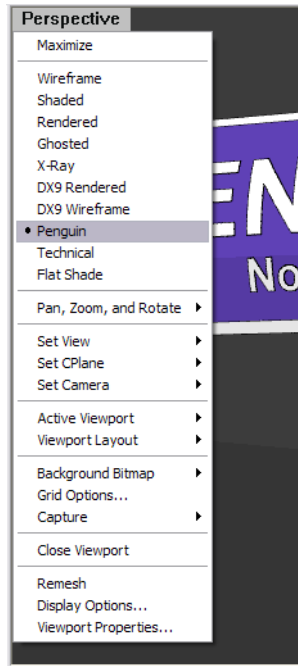 Perspective
Maximize
Wireframe
Shaded
Rendered
Ghosted
X-Ray
DX9 Rendered
DX9 Wireframe
Penguin
Technical
Flat Shade
Pan, Zoom, and Rotate
Set View
Set CPlane
Set Camera
Active Viewport
Viewport Layout
Background Bitmap
Grid Options...
Capture
Close Viewport
Remesh
Display Options...
Viewport Properties...
EN
No